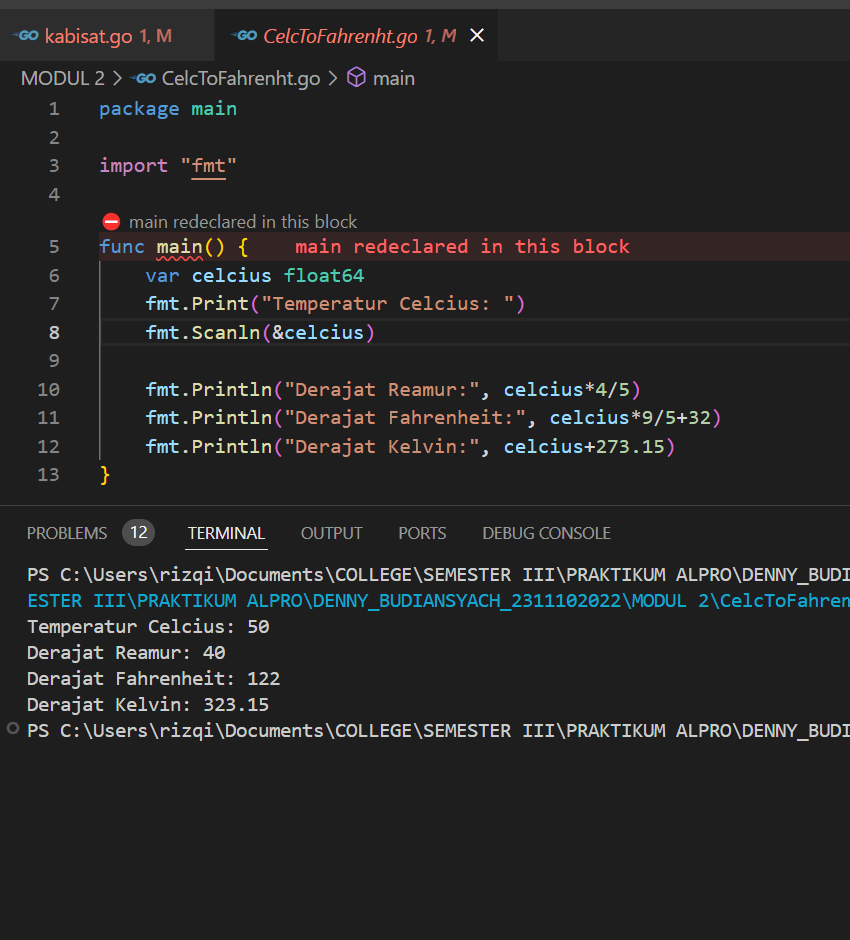 GO kabisat.go 1, M GO CelcToFahrenht.go 1, M
MODUL 2 > GO CelcToFahrenht.go > main
1 package main
2
3 import "fmt"
4
main redeclared in this block
5 func main() { main redeclared in this block
6 var celcius float64
7 fmt.Print("Temperatur Celcius: ")
8 fmt.Scanln(&celcius)
9
10 fmt.Println("Derajat Reamur:", celcius*4/5)
11 fmt.Println("Derajat Fahrenheit:", celcius*9/5+32)
12 fmt.Println("Derajat Kelvin:", celcius+273.15)
13 }
PROBLEMS 12 TERMINAL OUTPUT PORTS DEBUG CONSOLE
PS C:\Users\rizqi\Documents\COLLEGE\SEMESTER III\PRAKTIKUM ALPRO\DENNY_BUDI
ESTER III\PRAKTIKUM ALPRO\DENNY_BUDIANSYACH_2311102022\MODUL 2\CelcToFahren
Temperatur Celcius: 50
Derajat Reamur: 40
Derajat Fahrenheit: 122
Derajat Kelvin: 323.15
PS C:\Users\rizqi\Documents\COLLEGE\SEMESTER III\PRAKTIKUM ALPRO\DENNY_BUDI